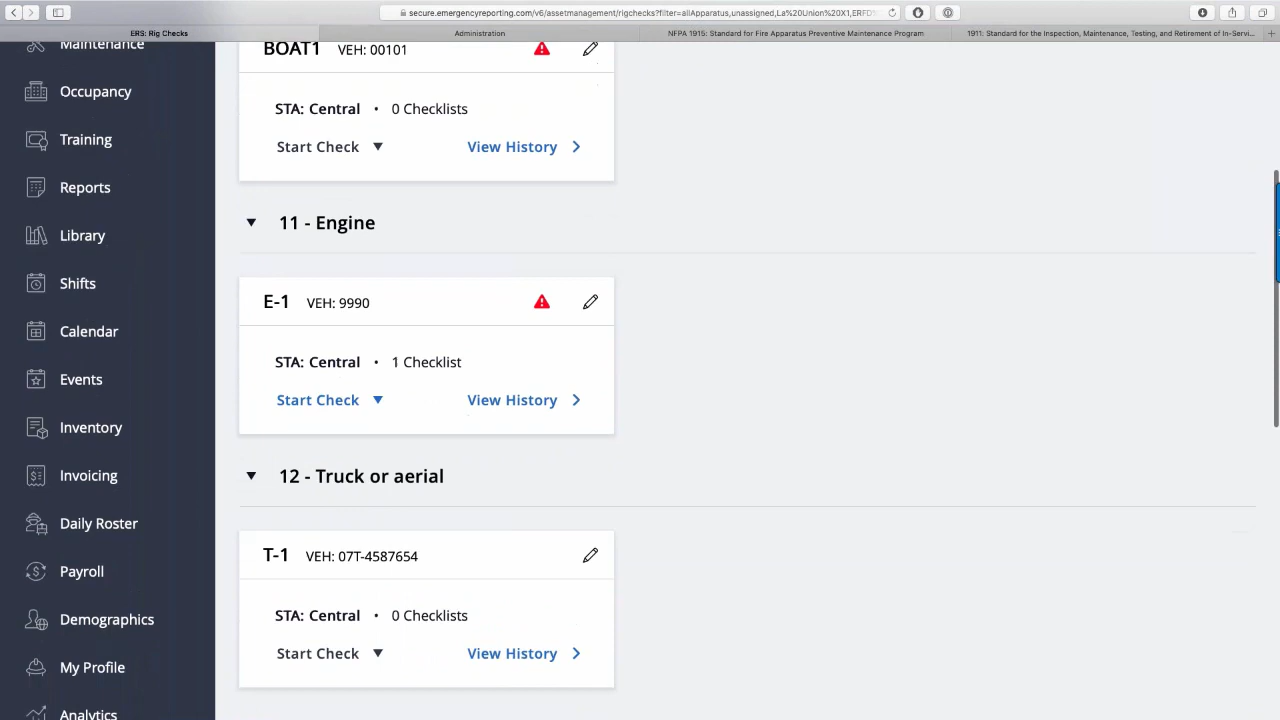 secure.emergencyreporting.com/v6/assetmanagement/rigchecks?filter=allApparatus,unassigned,La%20Union%20X1,ERFD
ERS: Rig Checks
Administration
NFPA 1915: Standard for Fire Apparatus Preventive Maintenance Program
1911: Standard for the Inspection, Maintenance, Testing, and Retirement of In-Servi...
Maintenance
Occupancy
Training
Reports
Library
Shifts
Calendar
Events
Inventory
Invoicing
Daily Roster
Payroll
Demographics
My Profile
Analytics
BOAT1 VEH: 00101
STA: Central • 0 Checklists
Start Check ▼ View History >
▼ 11 - Engine
E-1 VEH: 9990
STA: Central • 1 Checklist
Start Check ▼ View History >
▼ 12 - Truck or aerial
T-1 VEH: 07T-4587654
STA: Central • 0 Checklists
Start Check ▼ View History >